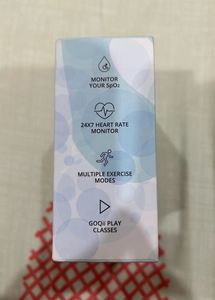 MONITOR
YOUR SpO₂
24X7 HEART RATE
MONITOR
MULTIPLE EXERCISE
MODES
GOQii PLAY
CLASSES